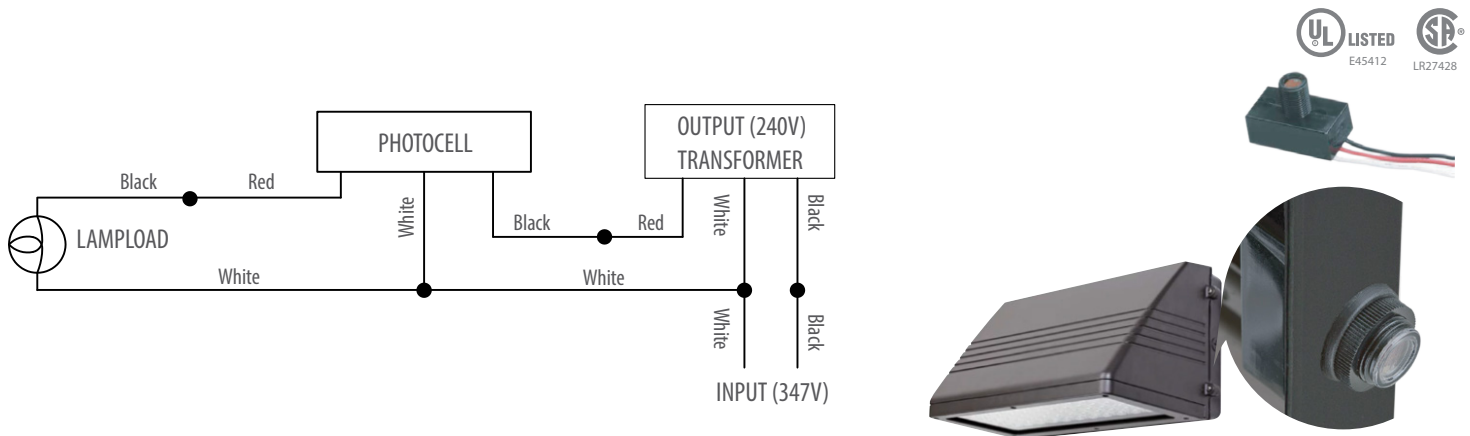 UL
LISTED
E45412
SA
LR27428
PHOTOCELL
OUTPUT (240V)
TRANSFORMER
Black
Red
White
Black
Red
White
Black
LAMPLOAD
White
White
White
Black
INPUT (347V)